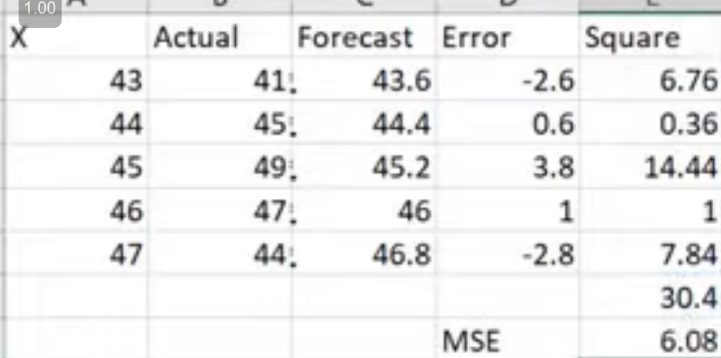 1.00
X Actual Forecast Error Square
43 41 43.6 -2.6 6.76
44 45 44.4 0.6 0.36
45 49 45.2 3.8 14.44
46 47 46 1 1
47 44 46.8 -2.8 7.84
30.4
MSE 6.08